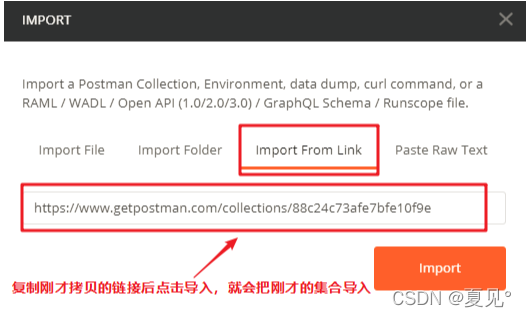 IMPORT
Import a Postman Collection, Environment, data dump, curl command, or a
RAML / WADL / Open API (1.0/2.0/3.0) / GraphQL Schema / Runscope file.
Import File Import Folder Import From Link Paste Raw Text
https://www.getpostman.com/collections/88c24c73afe7bfe10f9e
Import
复制刚才拷贝的链接后点击导入，就会把刚才的集合导入
CSDN @夏见°